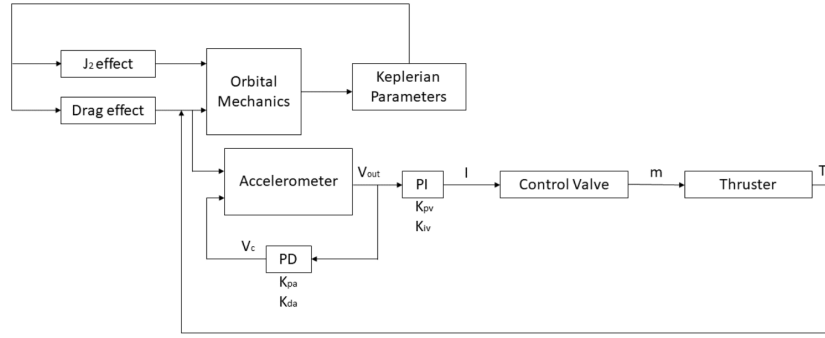 J₂ effect
Drag effect
Orbital
Mechanics
Keplerian
Parameters
Accelerometer
Vout
PI
Kpv
Kiv
I
Control Valve
m
Thruster
T
Vc
PD
Kpa
Kda